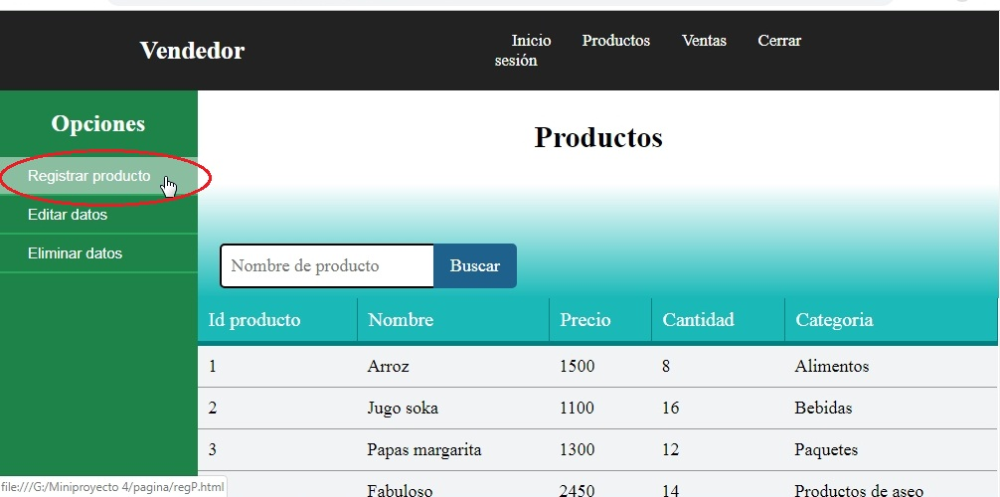 Vendedor
Inicio Productos Ventas Cerrar
sesión
Opciones
Registrar producto
Editar datos
Eliminar datos
Productos
Nombre de producto Buscar
Id producto Nombre Precio Cantidad Categoria
1 Arroz 1500 8 Alimentos
2 Jugo soka 1100 16 Bebidas
3 Papas margarita 1300 12 Paquetes
Fabuloso 2450 14 Productos de aseo
file:///G:/Miniproyecto 4/pagina/regP.html